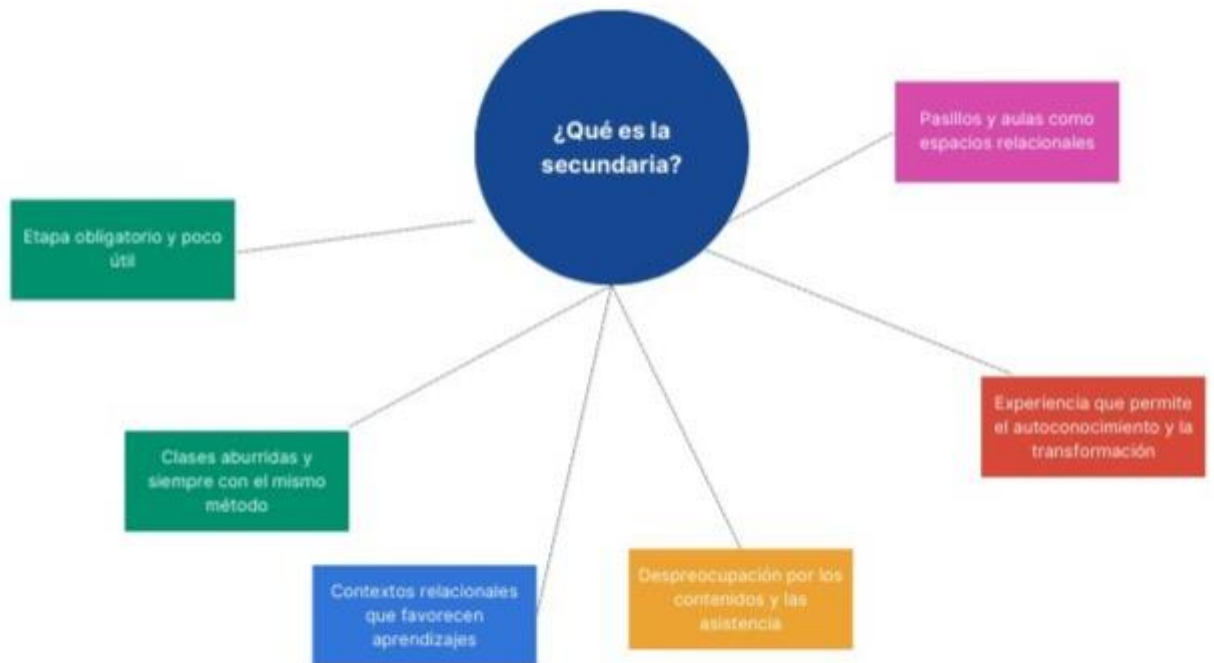 ¿Qué es la
secundaria?
Pasillos y aulas como
espacios relacionales
Etapa obligatorio y poco
útil
Experiencia que permite
el autoconocimiento y la
transformación
Clases aburridas y
siempre con el mismo
método
Despreocupación por los
contenidos y las
asistencia
Contextos relacionales
que favorecen
aprendizajes